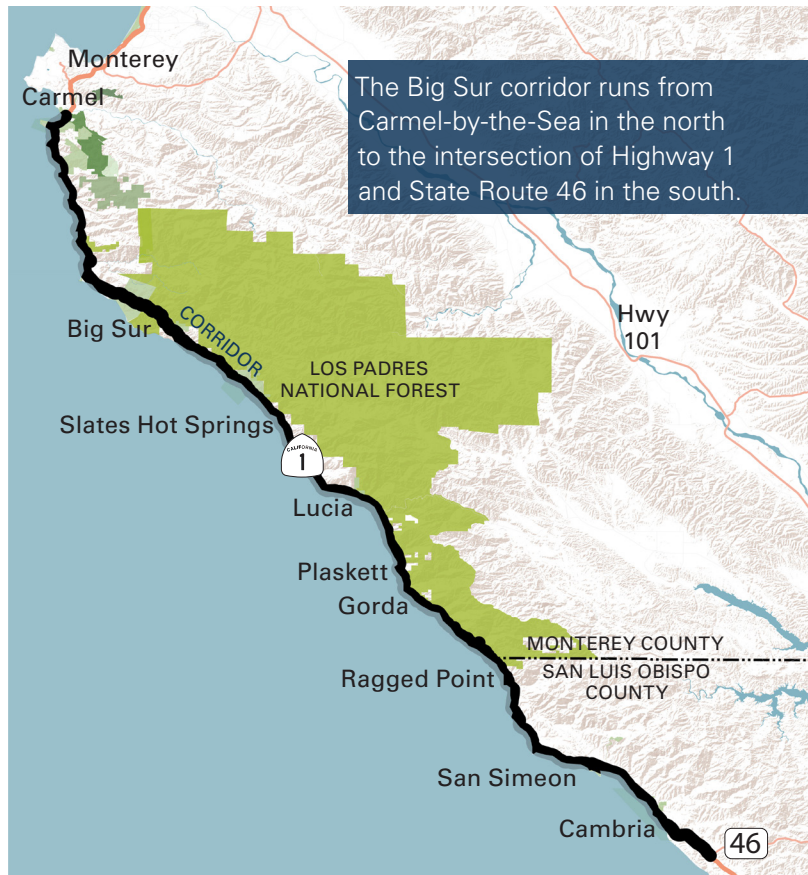 Monterey
Carmel
The Big Sur corridor runs from
Carmel-by-the-Sea in the north
to the intersection of Highway 1
and State Route 46 in the south.
Big Sur
CORRIDOR
Hwy
101
LOS PADRES
NATIONAL FOREST
Slates Hot Springs
CALIFORNIA
1
Lucia
Plaskett
Gorda
MONTEREY COUNTY
SAN LUIS OBISPO
COUNTY
Ragged Point
San Simeon
Cambria
46